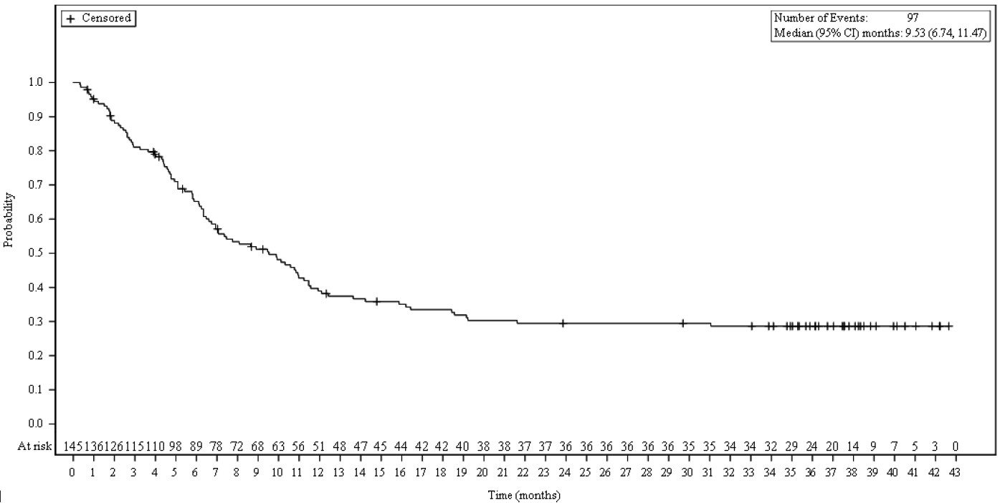 + Censored
Number of Events: 97
Median (95% CI) months: 9.53 (6.74, 11.47)
1.0
0.9
0.8
0.7
0.6
0.5
0.4
0.3
0.2
0.1
0.0
Probability
At risk 145 136 126 115 110 98 89 78 72 68 63 56 51 48 47 45 44 42 42 40 38 38 37 37 36 36 36 36 36 36 35 35 34 34 32 29 24 20 14 9 7 5 3 0
0 1 2 3 4 5 6 7 8 9 10 11 12 13 14 15 16 17 18 19 20 21 22 23 24 25 26 27 28 29 30 31 32 33 34 35 36 37 38 39 40 41 42 43
Time (months)